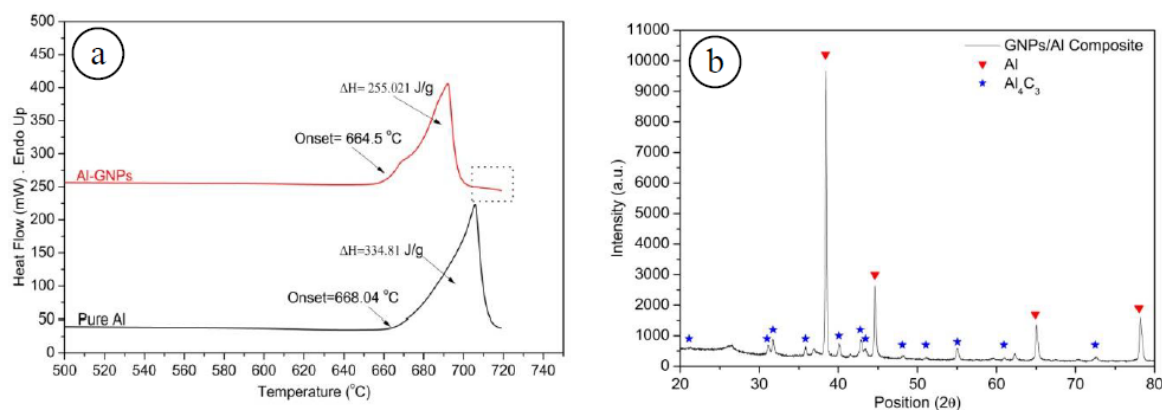 a
500
450
400
350
300
250
200
150
100
50
0
Heat Flow (mW) . Endo Up
ΔH= 255.021 J/g
Onset= 664.5 °C
Al-GNPs
ΔH=334.81 J/g
Onset=668.04 °C
Pure Al
500 520 540 560 580 600 620 640 660 680 700 720 740
Temperature (°C)
b
11000
10000
9000
8000
7000
6000
5000
4000
3000
2000
1000
0
Intensity (a.u.)
GNPs/Al Composite
Al
Al₄C₃
20 30 40 50 60 70 80
Position (2θ)